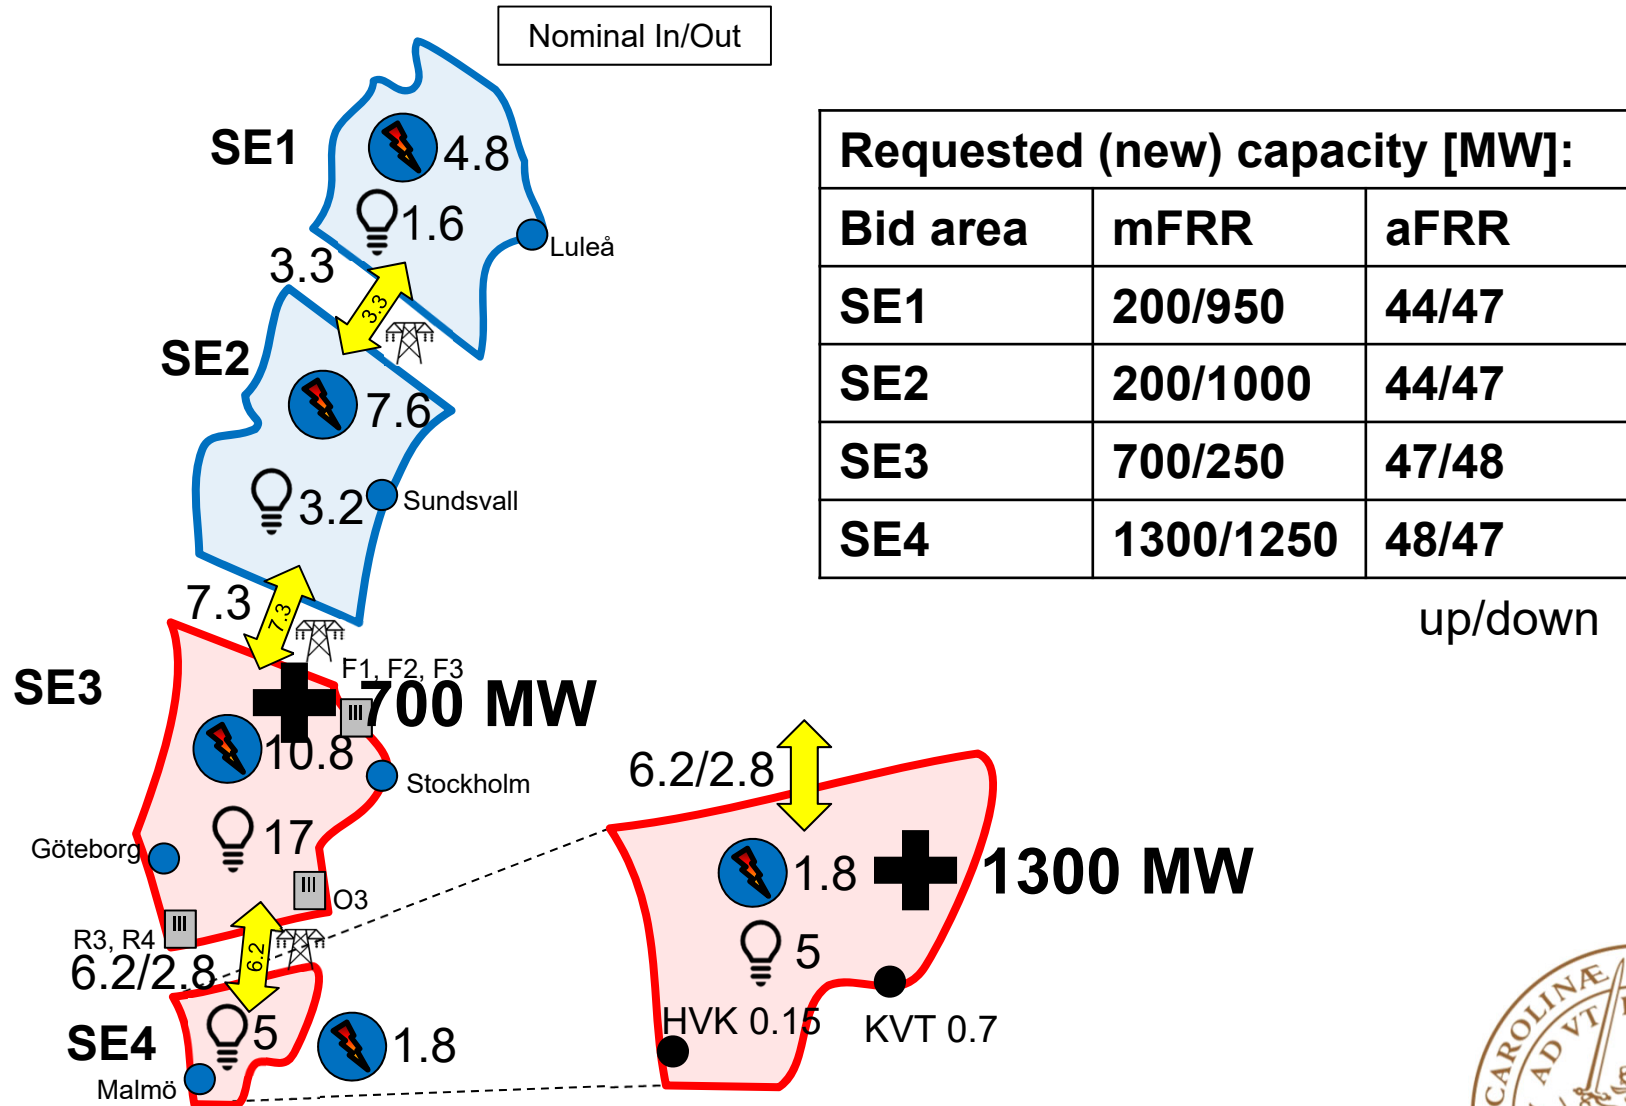 Nominal In/Out
SE1
4.8
1.6
Luleå
3.3
3.3
SE2
7.6
3.2
Sundsvall
7.3
7.3
SE3
F1, F2, F3
700 MW
10.8
Stockholm
17
Göteborg
O3
R3, R4
6.2/2.8
6.2
SE4
5
1.8
Malmö
6.2/2.8
1.8
1300 MW
5
HVK 0.15
KVT 0.7
Requested (new) capacity [MW]:
Bid area mFRR aFRR
SE1 200/950 44/47
SE2 200/1000 44/47
SE3 700/250 47/48
SE4 1300/1250 48/47
up/down
CAROLINÆ
AD VT